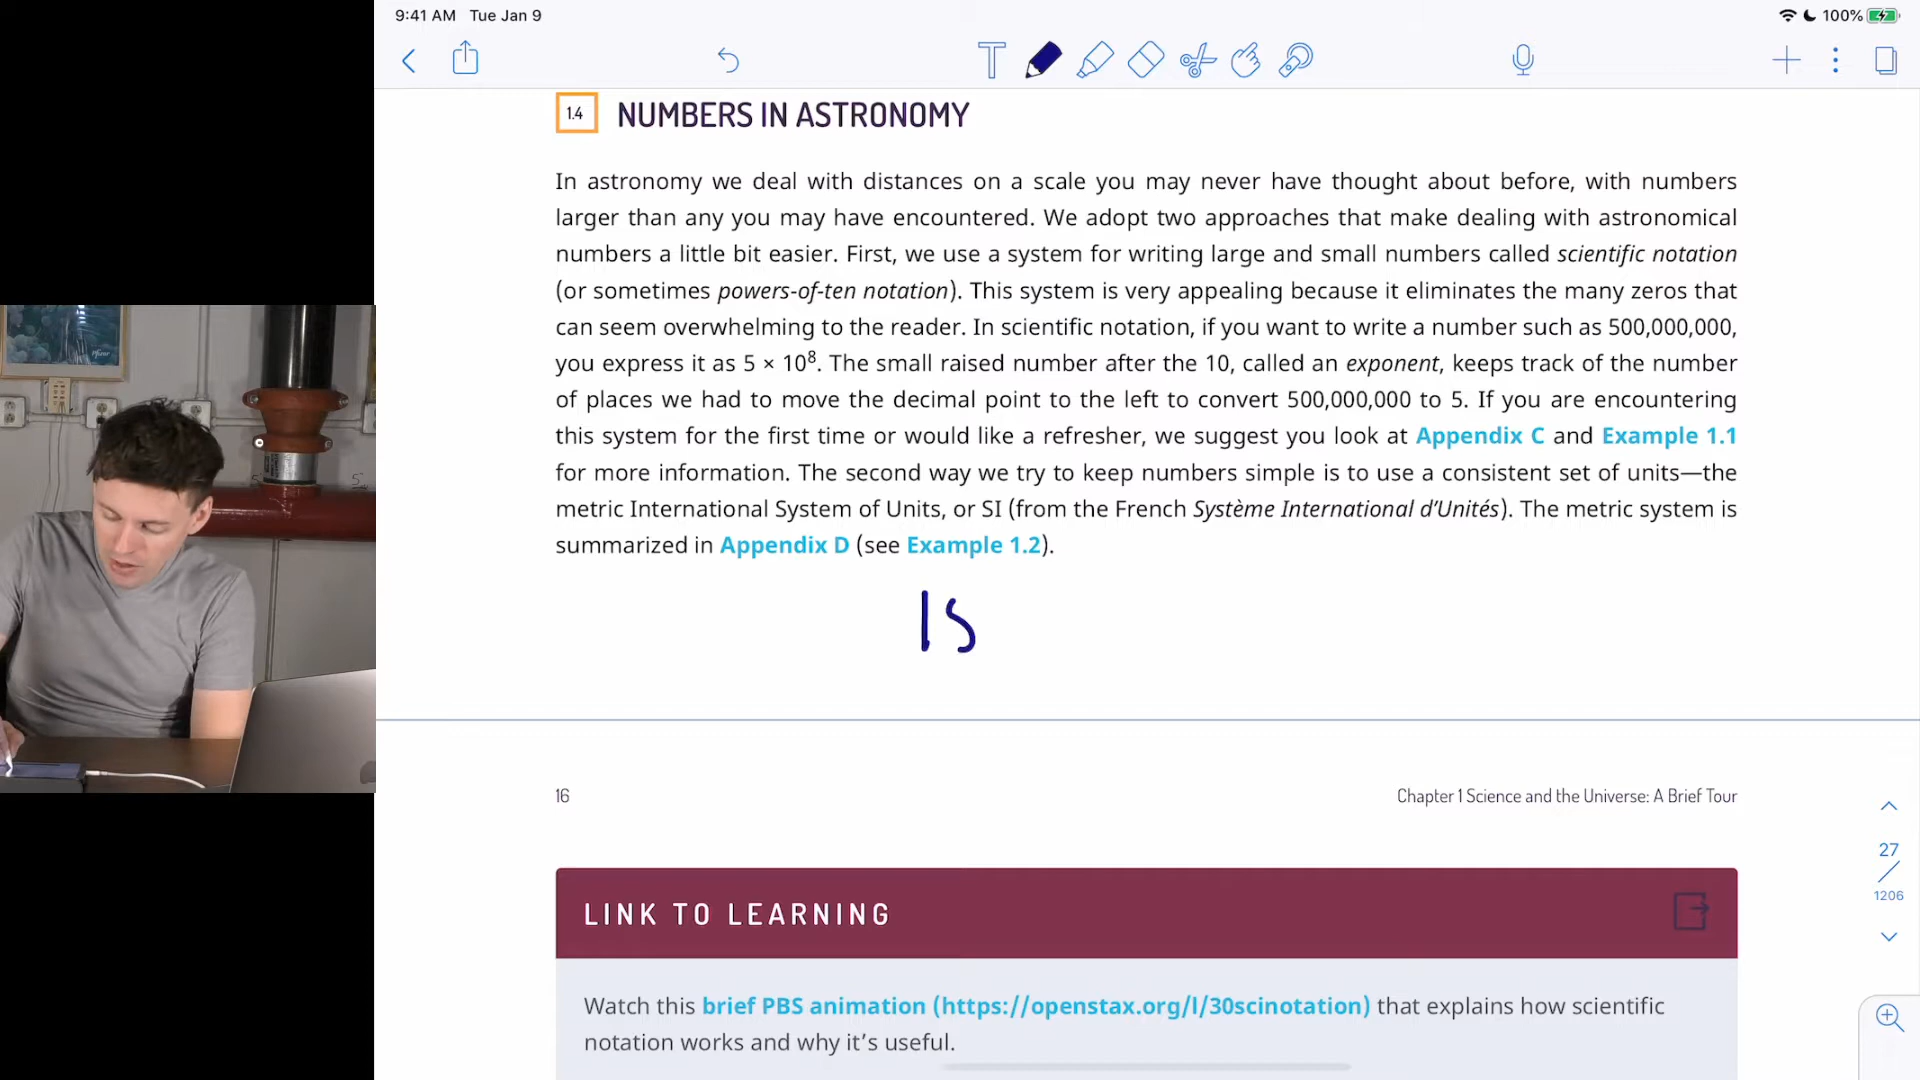 9:41 AM Tue Jan 9
100%
T
1.4 NUMBERS IN ASTRONOMY
In astronomy we deal with distances on a scale you may never have thought about before, with numbers
larger than any you may have encountered. We adopt two approaches that make dealing with astronomical
numbers a little bit easier. First, we use a system for writing large and small numbers called scientific notation
(or sometimes powers-of-ten notation). This system is very appealing because it eliminates the many zeros that
can seem overwhelming to the reader. In scientific notation, if you want to write a number such as 500,000,000,
you express it as 5 × 10⁸. The small raised number after the 10, called an exponent, keeps track of the number
of places we had to move the decimal point to the left to convert 500,000,000 to 5. If you are encountering
this system for the first time or would like a refresher, we suggest you look at Appendix C and Example 1.1
for more information. The second way we try to keep numbers simple is to use a consistent set of units—the
metric International System of Units, or SI (from the French Système International d’Unités). The metric system is
summarized in Appendix D (see Example 1.2).
16
Chapter 1 Science and the Universe: A Brief Tour
27
/
1206
LINK TO LEARNING
Watch this brief PBS animation (https://openstax.org/l/30scinotation) that explains how scientific
notation works and why it’s useful.